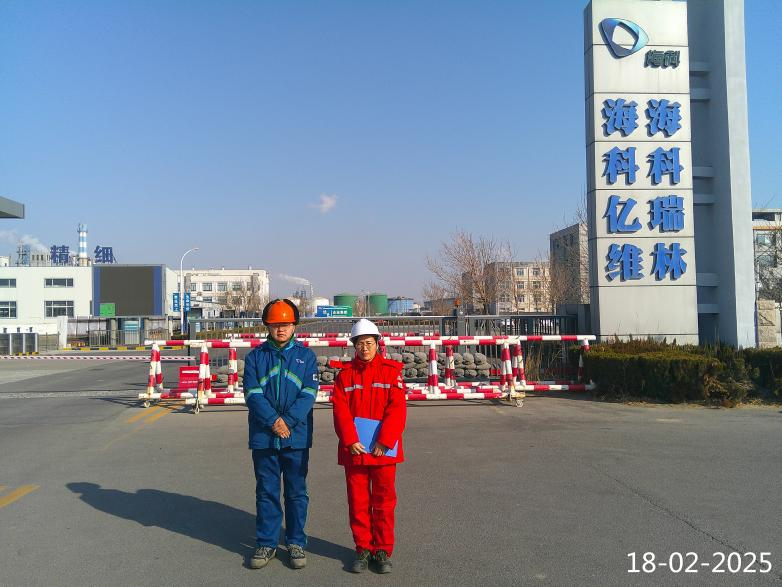 海科
海 海
科 科
亿 瑞
维 林
精 细
18-02-2025